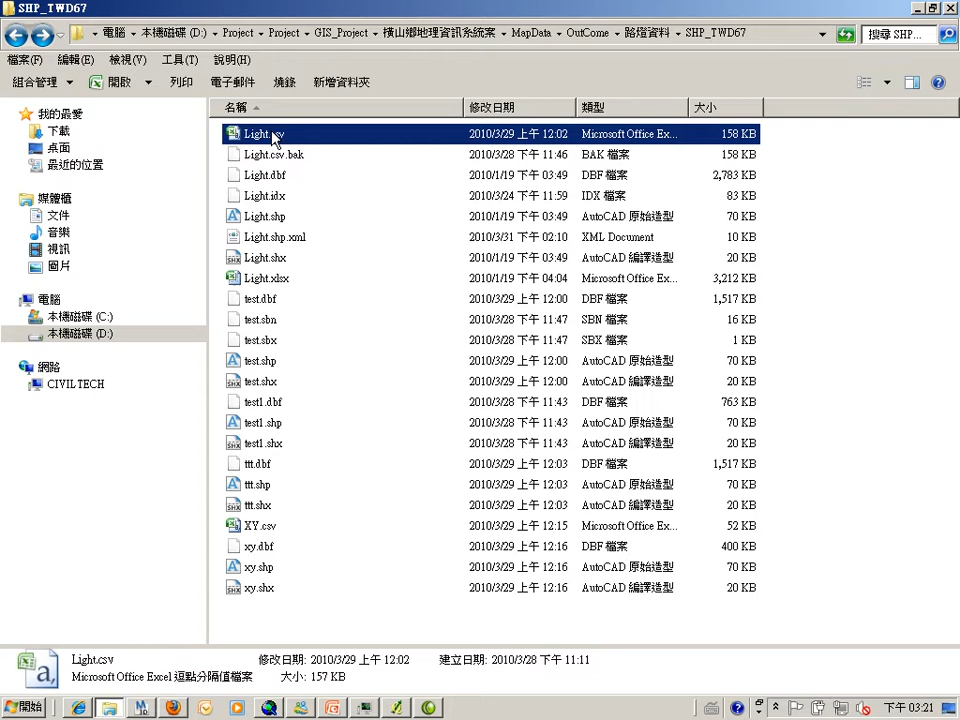 SHP_TWD67
電腦 ▸ 本機磁碟 (D:) ▸ Project ▸ Project ▸ GIS_Project ▸ 橫山鄉地理資訊系統案 ▸ MapData ▸ OutCome ▸ 路燈資料 ▸ SHP_TWD67
搜尋 SHP...
檔案(F) 編輯(E) 檢視(V) 工具(T) 說明(H)
組合管理 開啟 列印 電子郵件 燒錄 新增資料夾
我的最愛
下載
桌面
最近的位置
媒體櫃
文件
音樂
視訊
圖片
電腦
本機磁碟 (C:)
本機磁碟 (D:)
網路
CIVILTECH
名稱 修改日期 類型 大小
Light.csv 2010/3/29 上午 12:02 Microsoft Office Ex... 158 KB
Light.csv.bak 2010/3/28 下午 11:46 BAK 檔案 158 KB
Light.dbf 2010/1/19 下午 03:49 DBF 檔案 2,783 KB
Light.idx 2010/3/24 下午 11:59 IDX 檔案 83 KB
Light.shp 2010/1/19 下午 03:49 AutoCAD 原始造型 70 KB
Light.shp.xml 2010/3/31 下午 02:10 XML Document 10 KB
Light.shx 2010/1/19 下午 03:49 AutoCAD 編譯造型 20 KB
Light.xlsx 2010/1/19 下午 04:04 Microsoft Office Ex... 3,212 KB
test.dbf 2010/3/29 上午 12:00 DBF 檔案 1,517 KB
test.sbn 2010/3/28 下午 11:47 SBN 檔案 16 KB
test.sbx 2010/3/28 下午 11:47 SBX 檔案 1 KB
test.shp 2010/3/29 上午 12:00 AutoCAD 原始造型 70 KB
test.shx 2010/3/29 上午 12:00 AutoCAD 編譯造型 20 KB
test1.dbf 2010/3/28 下午 11:43 DBF 檔案 763 KB
test1.shp 2010/3/28 下午 11:43 AutoCAD 原始造型 70 KB
test1.shx 2010/3/28 下午 11:43 AutoCAD 編譯造型 20 KB
ttt.dbf 2010/3/29 上午 12:03 DBF 檔案 1,517 KB
ttt.shp 2010/3/29 上午 12:03 AutoCAD 原始造型 70 KB
ttt.shx 2010/3/29 上午 12:03 AutoCAD 編譯造型 20 KB
XY.csv 2010/3/29 上午 12:15 Microsoft Office Ex... 52 KB
xy.dbf 2010/3/29 上午 12:16 DBF 檔案 400 KB
xy.shp 2010/3/29 上午 12:16 AutoCAD 原始造型 70 KB
xy.shx 2010/3/29 上午 12:16 AutoCAD 編譯造型 20 KB
Light.csv 修改日期: 2010/3/29 上午 12:02 建立日期: 2010/3/28 下午 11:11
Microsoft Office Excel 逗點分隔值檔案 大小: 157 KB
開始 下午 03:21